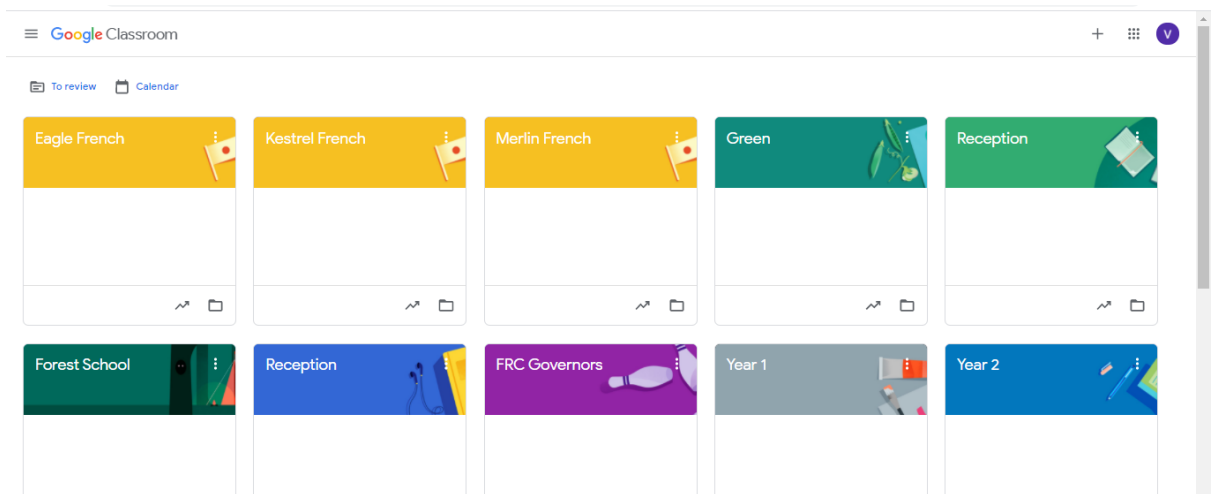 Google Classroom
V
To review Calendar
Eagle French Kestrel French Merlin French Green Reception
Forest School Reception FRC Governors Year 1 Year 2